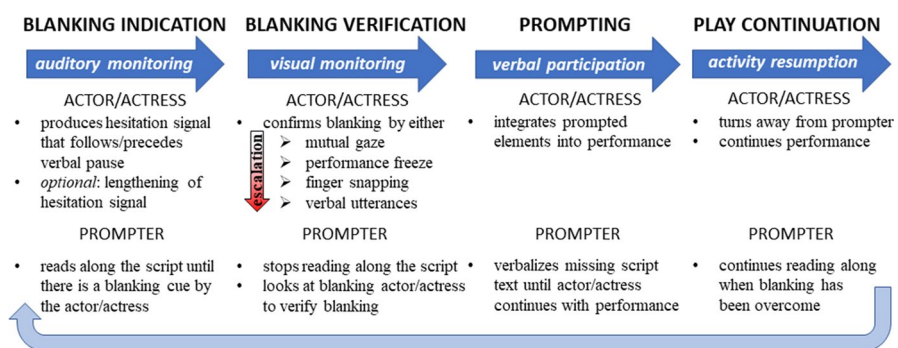 BLANKING INDICATION
auditory monitoring
ACTOR/ACTRESS
• produces hesitation signal
that follows/precedes
verbal pause
• optional: lengthening of
hesitation signal
PROMPTER
• reads along the script until
there is a blanking cue by
the actor/actress
BLANKING VERIFICATION
visual monitoring
ACTOR/ACTRESS
• confirms blanking by either
➢ mutual gaze
➢ performance freeze
➢ finger snapping
➢ verbal utterances
escalation
PROMPTER
• stops reading along the script
• looks at blanking actor/actress
to verify blanking
PROMPTING
verbal participation
ACTOR/ACTRESS
• integrates prompted
elements into performance
PROMPTER
• verbalizes missing script
text until actor/actress
continues with performance
PLAY CONTINUATION
activity resumption
ACTOR/ACTRESS
• turns away from prompter
• continues performance
PROMPTER
• continues reading along
when blanking has
been overcome